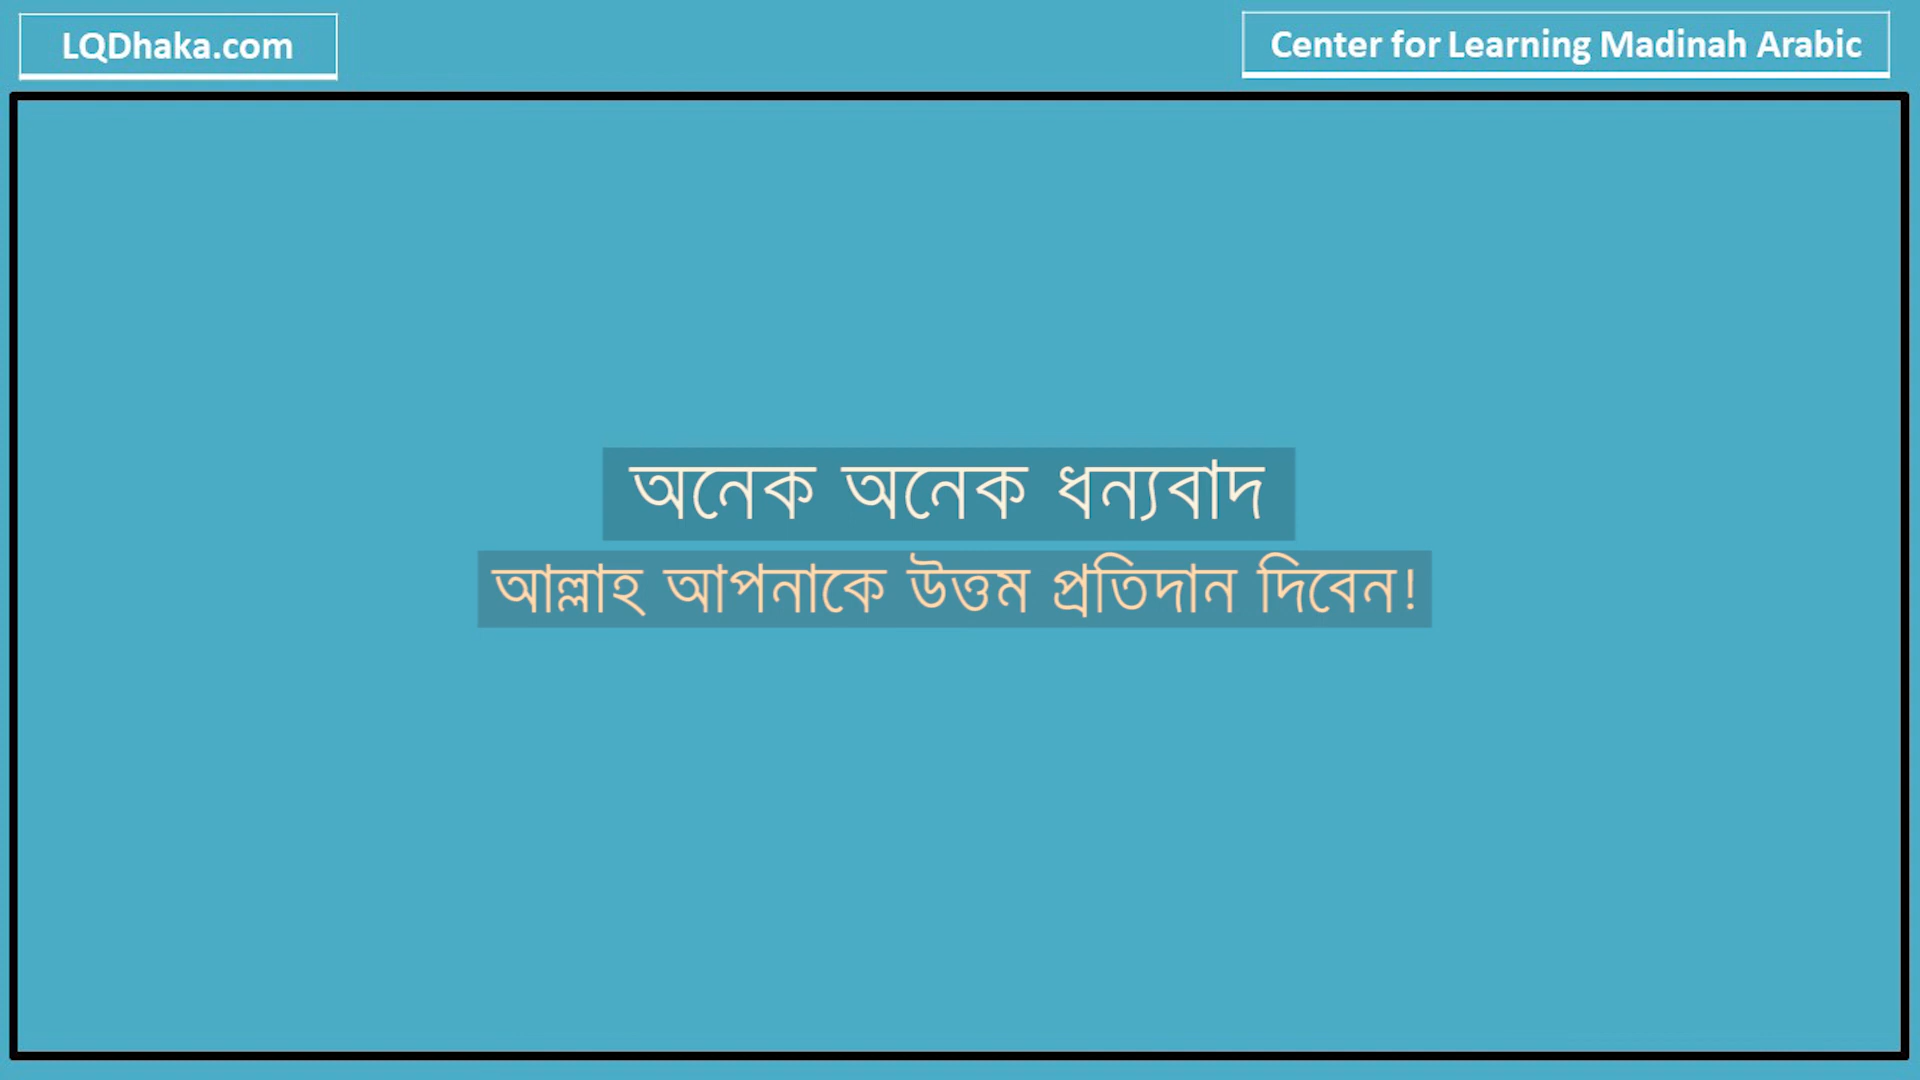 LQDhaka.com
Center for Learning Madinah Arabic
অনেক অনেক ধন্যবাদ
আল্লাহ আপনাকে উত্তম প্রতিদান দিবেন!